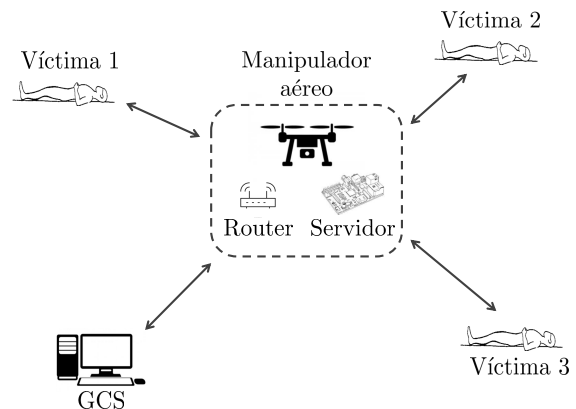 Víctima 2
Víctima 1
Manipulador
aéreo
Router
Servidor
Víctima 3
GCS